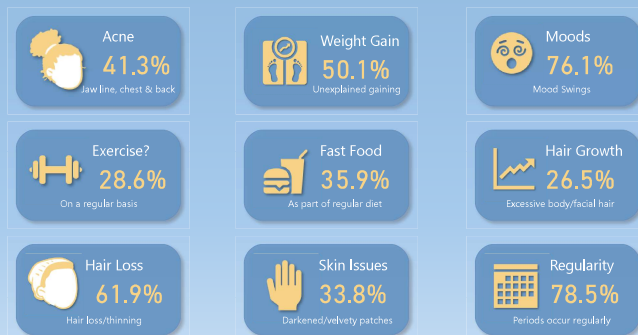 Acne
41.3%
Jaw line, chest & back
Weight Gain
50.1%
Unexplained gaining
Moods
76.1%
Mood Swings
Exercise?
28.6%
On a regular basis
Fast Food
35.9%
As part of regular diet
Hair Growth
26.5%
Excessive body/facial hair
Hair Loss
61.9%
Hair loss/thinning
Skin Issues
33.8%
Darkened/velvety patches
Regularity
78.5%
Periods occur regularly